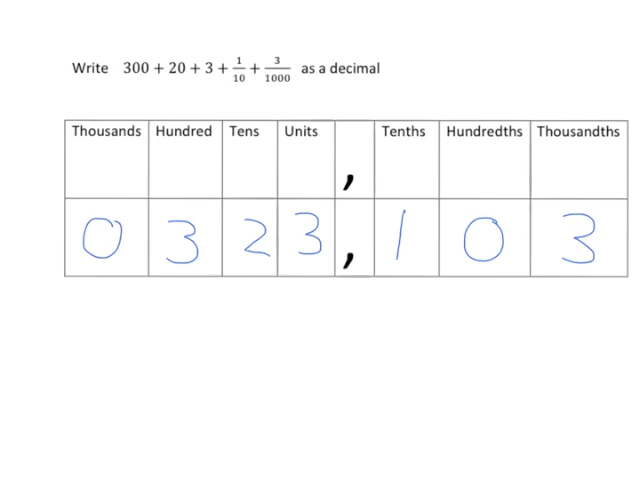 Write 300 + 20 + 3 + 1/10 + 3/1000 as a decimal
Thousands Hundred Tens Units , Tenths Hundredths Thousandths
0 3 2 3 , 1 0 3